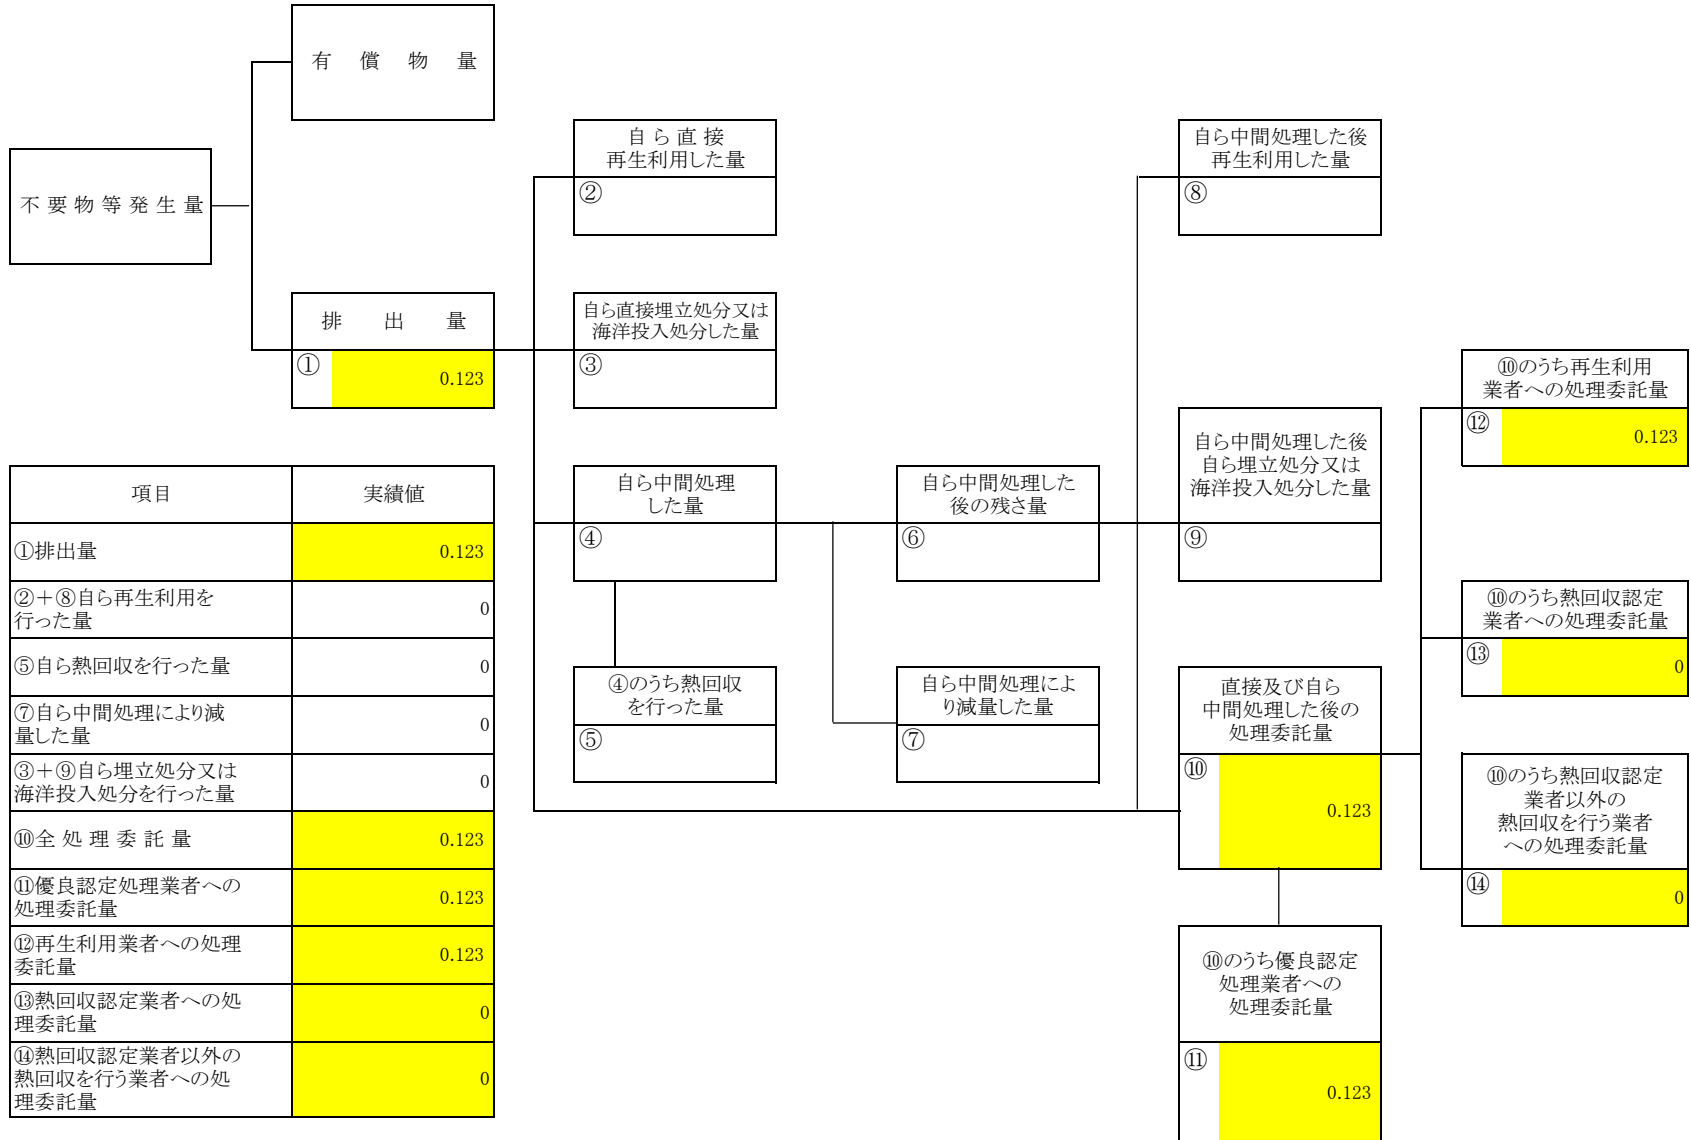 有償物量
不要物等発生量
排出量
①
0.123
自ら直接
再生利用した量
②
自ら直接埋立処分又は
海洋投入処分した量
③
自ら中間処理
した量
④
④のうち熱回収
を行った量
⑤
自ら中間処理した
後の残さ量
⑥
自ら中間処理によ
り減量した量
⑦
自ら中間処理した後
再生利用した量
⑧
自ら中間処理した後
自ら埋立処分又は
海洋投入処分した量
⑨
直接及び自ら
中間処理した後の
処理委託量
⑩
0.123
⑩のうち優良認定
処理業者への
処理委託量
⑪
0.123
⑩のうち再生利用
業者への処理委託量
⑫
0.123
⑩のうち熱回収認定
業者への処理委託量
⑬
0
⑩のうち熱回収認定
業者以外の
熱回収を行う業者
への処理委託量
⑭
0
項目 実績値
①排出量 0.123
②+⑧自ら再生利用を
行った量 0
⑤自ら熱回収を行った量 0
⑦自ら中間処理により減
量した量 0
③+⑨自ら埋立処分又は
海洋投入処分を行った量 0
⑩全処理委託量 0.123
⑪優良認定処理業者への
処理委託量 0.123
⑫再生利用業者への処理
委託量 0.123
⑬熱回収認定業者への処
理委託量 0
⑭熱回収認定業者以外の
熱回収を行う業者への処
理委託量 0